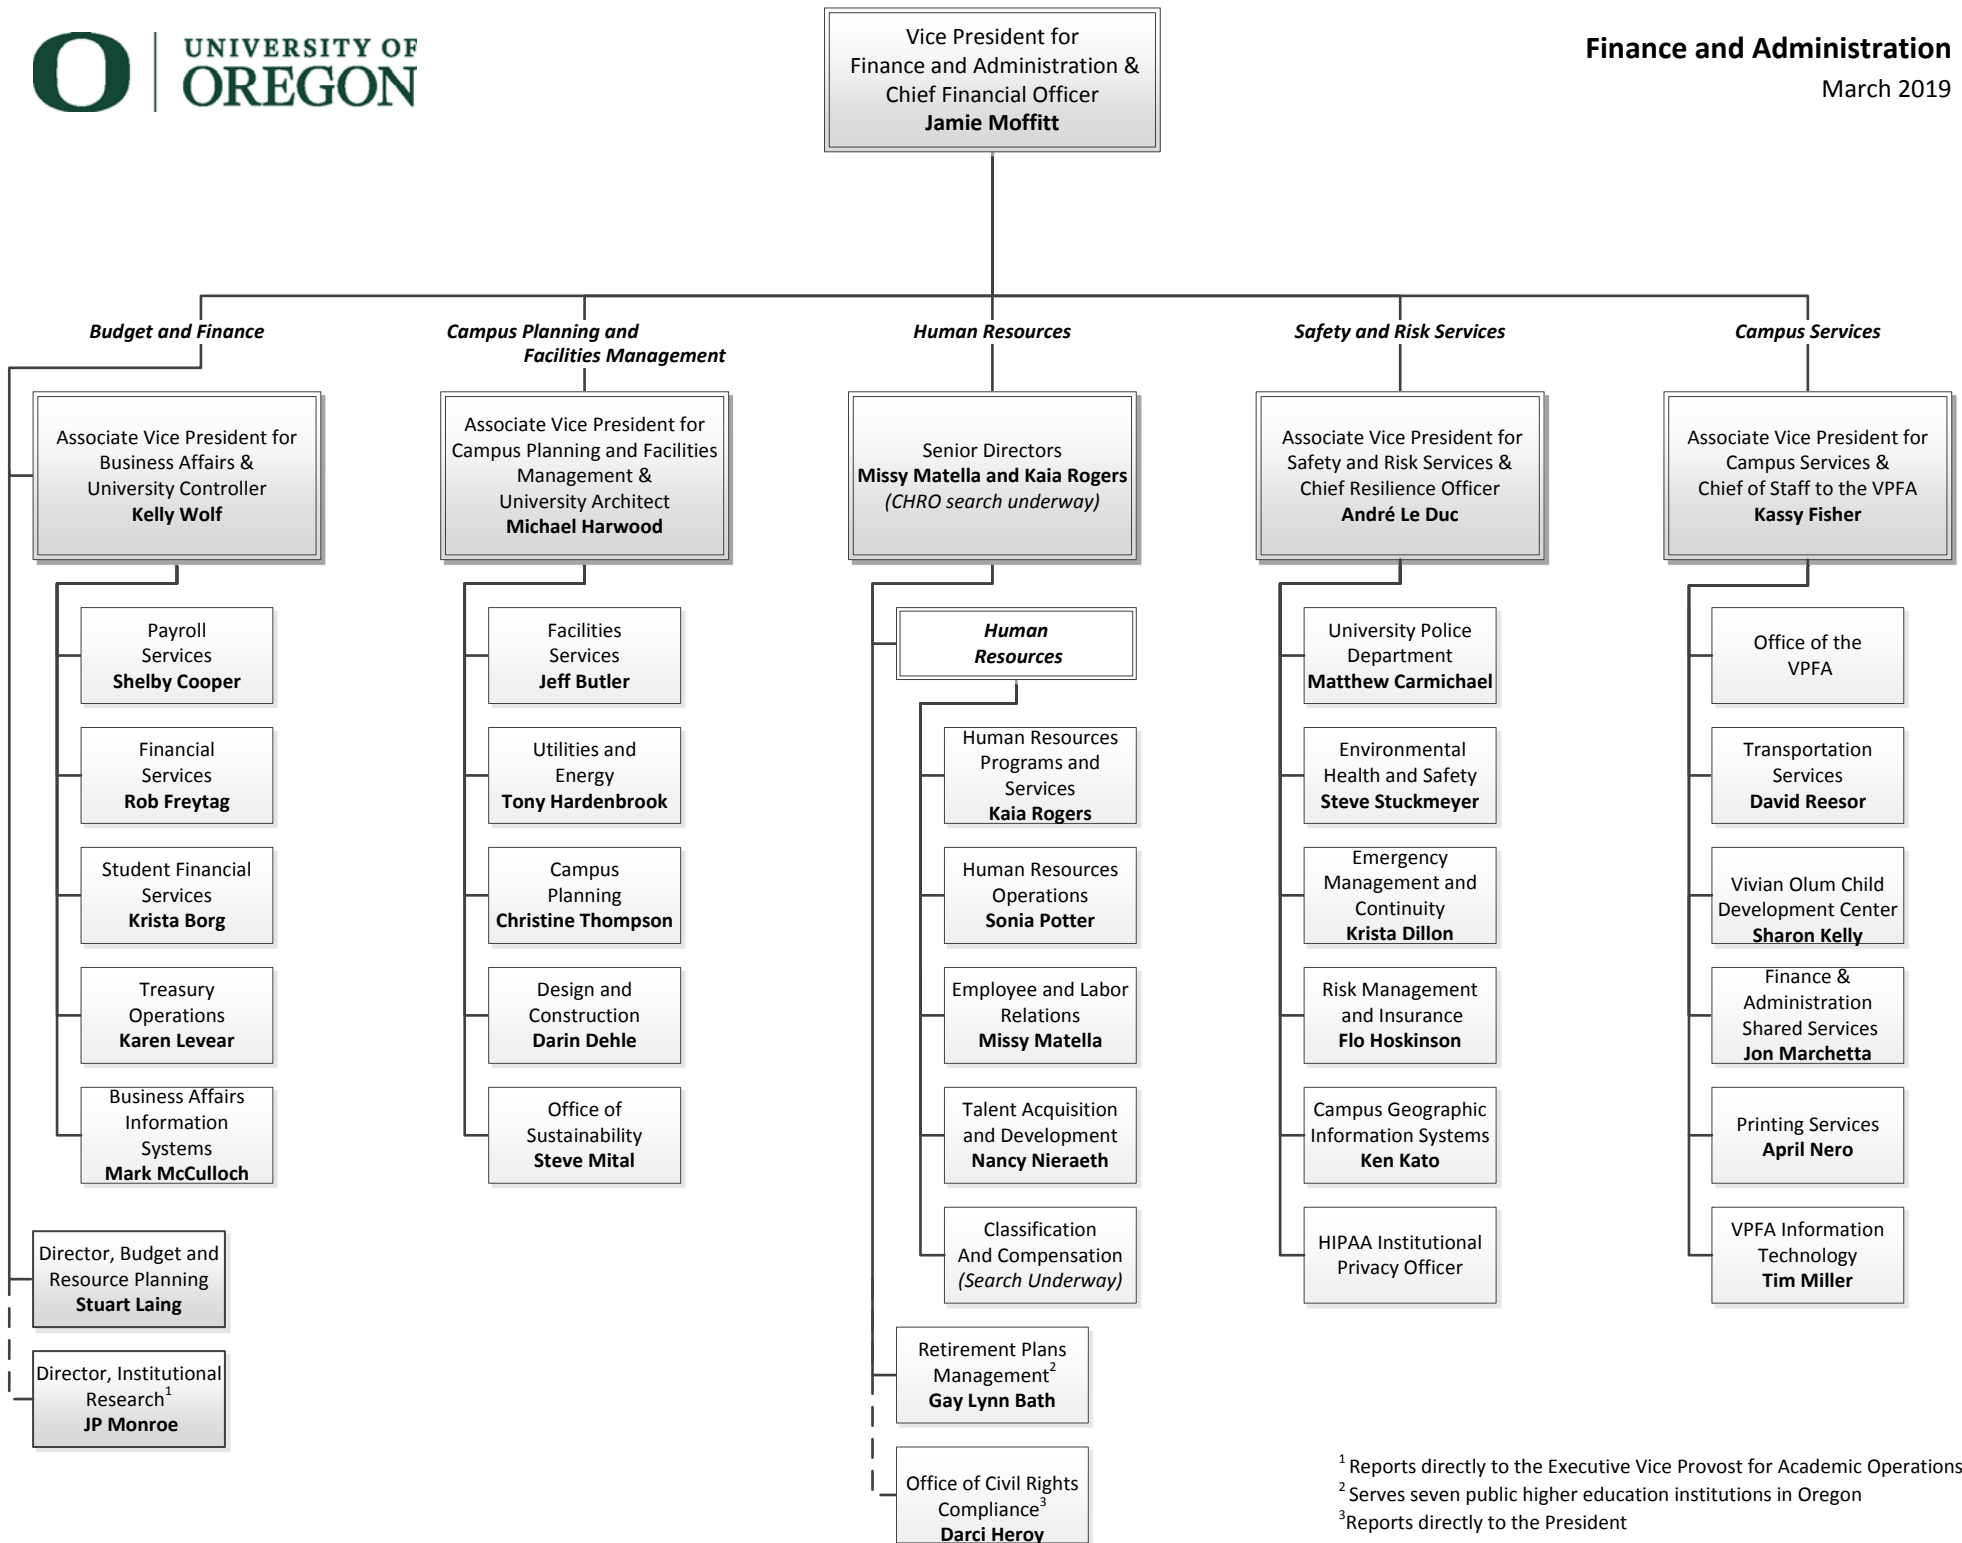 UNIVERSITY OF
OREGON
Vice President for
Finance and Administration &
Chief Financial Officer
Jamie Moffitt
Finance and Administration
March 2019
Budget and Finance
Campus Planning and
Facilities Management
Human Resources
Safety and Risk Services
Campus Services
Associate Vice President for
Business Affairs &
University Controller
Kelly Wolf
Associate Vice President for
Campus Planning and Facilities
Management &
University Architect
Michael Harwood
Senior Directors
Missy Matella and Kaia Rogers
(CHRO search underway)
Associate Vice President for
Safety and Risk Services &
Chief Resilience Officer
André Le Duc
Associate Vice President for
Campus Services &
Chief of Staff to the VPFA
Kassy Fisher
Payroll
Services
Shelby Cooper
Financial
Services
Rob Freytag
Student Financial
Services
Krista Borg
Treasury
Operations
Karen Levear
Business Affairs
Information
Systems
Mark McCulloch
Director, Budget and
Resource Planning
Stuart Laing
Director, Institutional
Research1
JP Monroe
Facilities
Services
Jeff Butler
Utilities and
Energy
Tony Hardenbrook
Campus
Planning
Christine Thompson
Design and
Construction
Darin Dehle
Office of
Sustainability
Steve Mital
Human
Resources
Human Resources
Programs and
Services
Kaia Rogers
Human Resources
Operations
Sonia Potter
Employee and Labor
Relations
Missy Matella
Talent Acquisition
and Development
Nancy Nieraeth
Classification
And Compensation
(Search Underway)
Retirement Plans
Management2
Gay Lynn Bath
Office of Civil Rights
Compliance3
Darci Heroy
University Police
Department
Matthew Carmichael
Environmental
Health and Safety
Steve Stuckmeyer
Emergency
Management and
Continuity
Krista Dillon
Risk Management
and Insurance
Flo Hoskinson
Campus Geographic
Information Systems
Ken Kato
HIPAA Institutional
Privacy Officer
Office of the
VPFA
Transportation
Services
David Reesor
Vivian Olum Child
Development Center
Sharon Kelly
Finance &
Administration
Shared Services
Jon Marchetta
Printing Services
April Nero
VPFA Information
Technology
Tim Miller
1 Reports directly to the Executive Vice Provost for Academic Operations
2 Serves seven public higher education institutions in Oregon
3Reports directly to the President